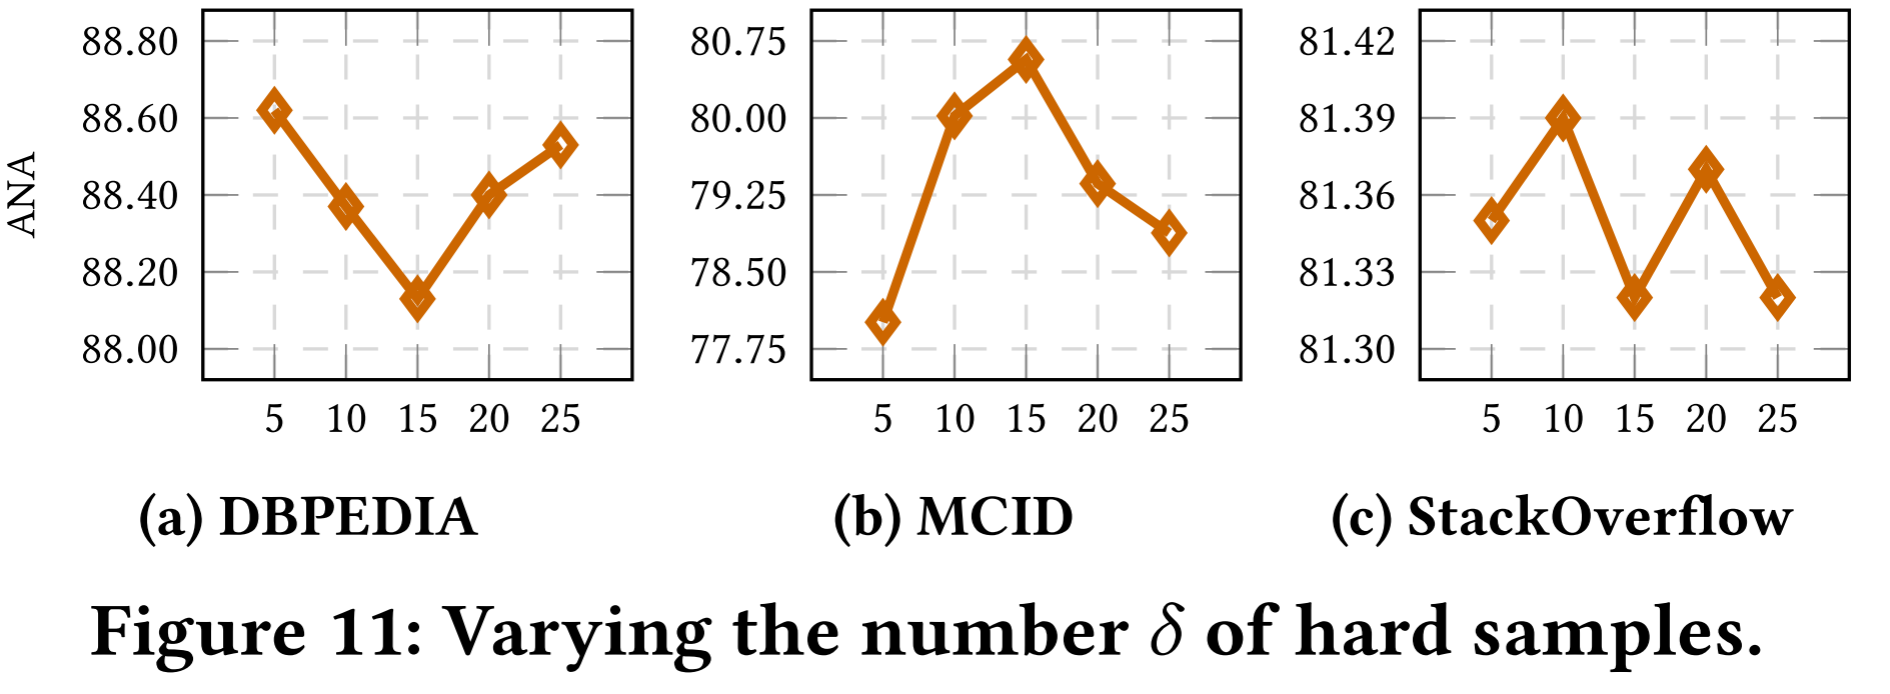 ANA
88.80
88.60
88.40
88.20
88.00
5 10 15 20 25
(a) DBPEDIA
80.75
80.00
79.25
78.50
77.75
5 10 15 20 25
(b) MCID
81.42
81.39
81.36
81.33
81.30
5 10 15 20 25
(c) StackOverflow
Figure 11: Varying the number δ of hard samples.